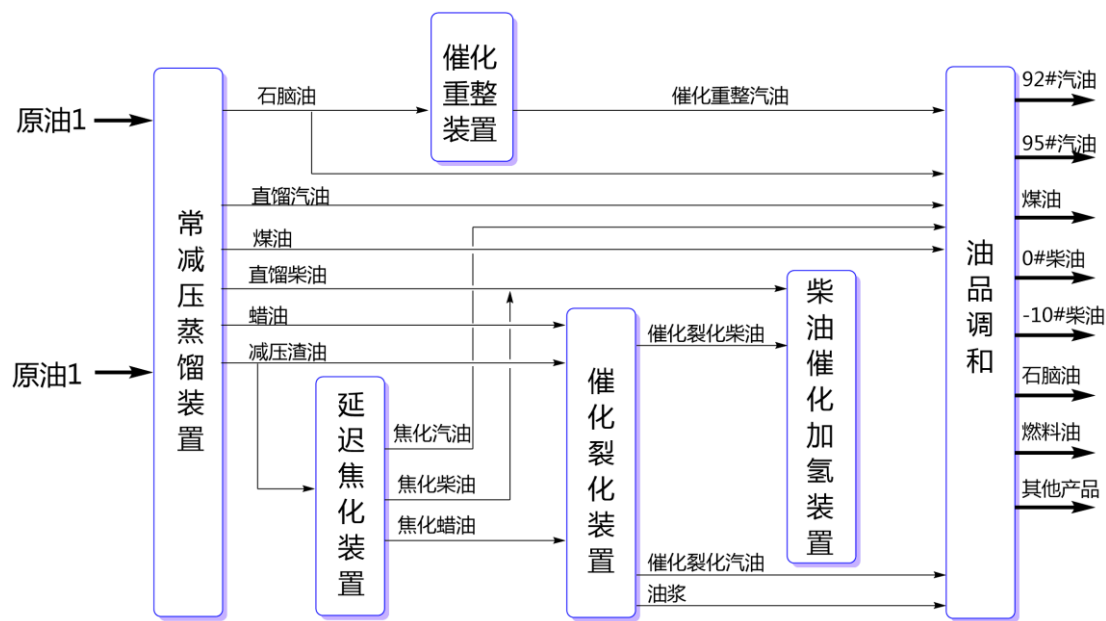 原油1
原油1
常减压蒸馏装置
石脑油
催化重整装置
催化重整汽油
直馏汽油
煤油
直馏柴油
蜡油
减压渣油
延迟焦化装置
焦化汽油
焦化柴油
焦化蜡油
催化裂化装置
催化裂化柴油
柴油催化加氢装置
催化裂化汽油
油浆
油品调和
92#汽油
95#汽油
煤油
0#柴油
-10#柴油
石脑油
燃料油
其他产品